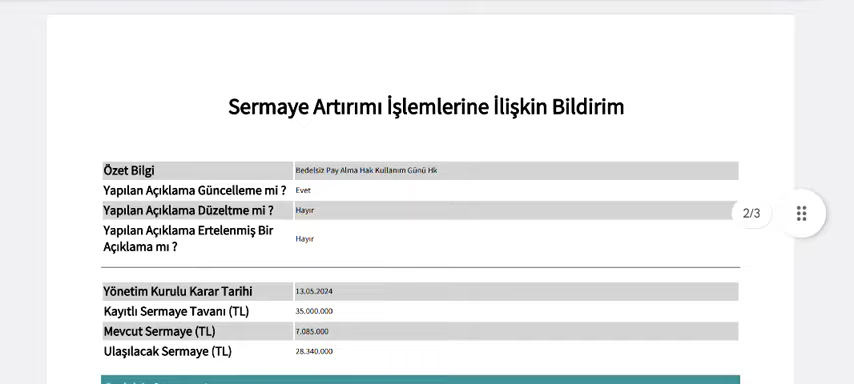 Sermaye Artırımı İşlemlerine İlişkin Bildirim
Özet Bilgi Bedelsiz Pay Alma Hak Kullanım Günü Hk
Yapılan Açıklama Güncelleme mi ? Evet
Yapılan Açıklama Düzeltme mi ? Hayır
Yapılan Açıklama Ertelenmiş Bir
Açıklama mı ? Hayır
2/3
Yönetim Kurulu Karar Tarihi 13.05.2024
Kayıtlı Sermaye Tavanı (TL) 35.000.000
Mevcut Sermaye (TL) 7.085.000
Ulaşılacak Sermaye (TL) 28.340.000